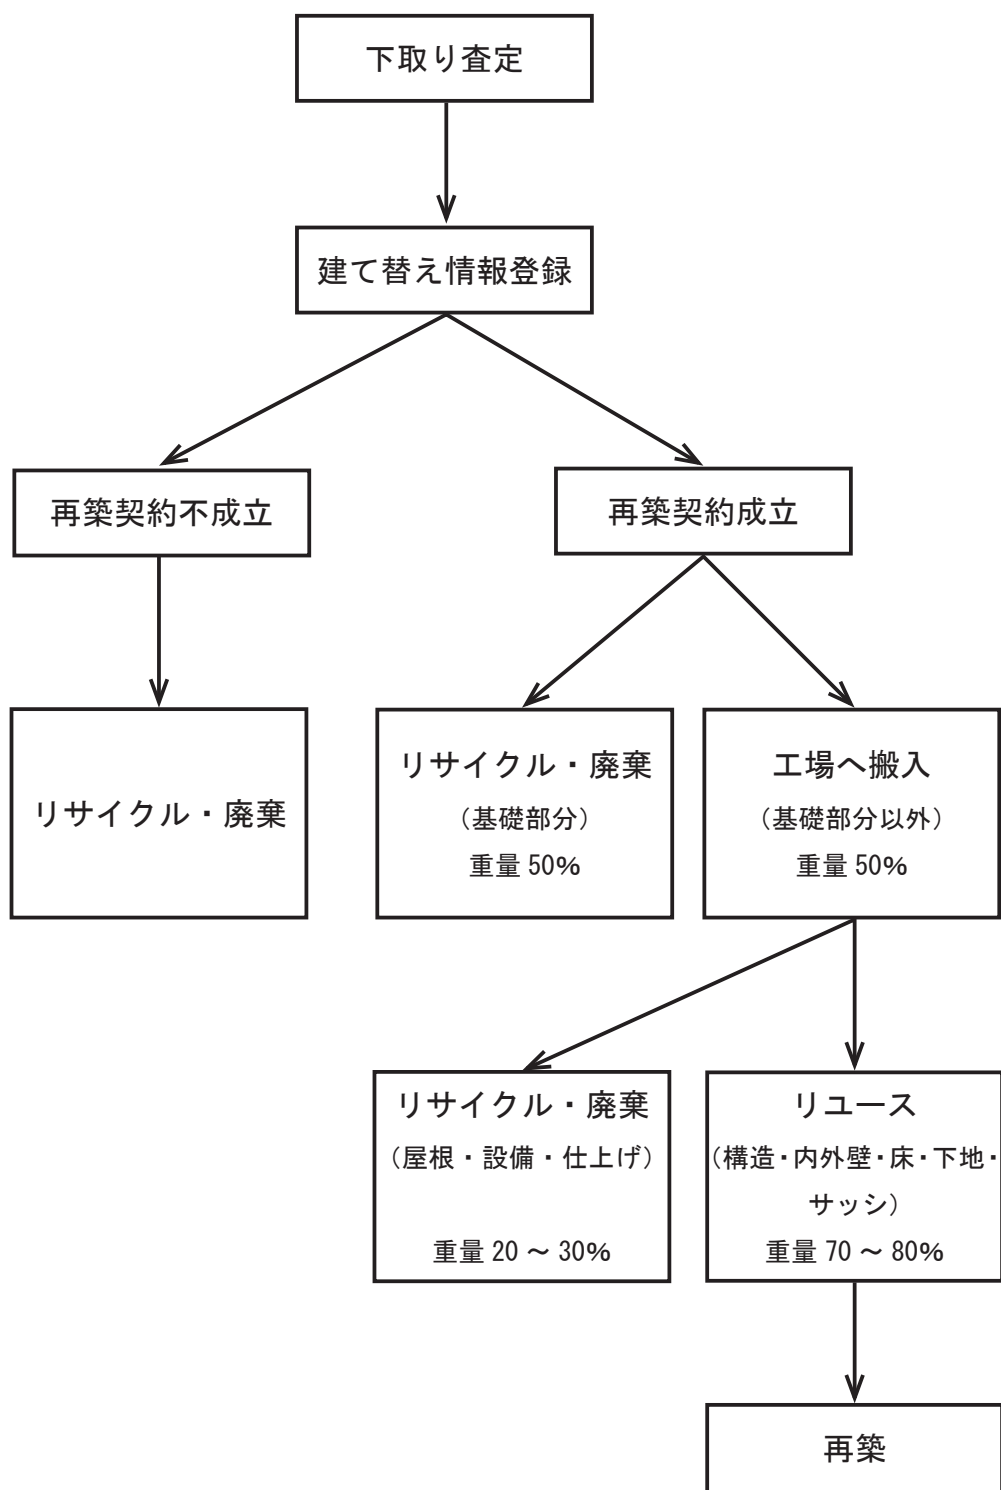 下取り査定
建て替え情報登録
再築契約不成立
再築契約成立
リサイクル・廃棄
リサイクル・廃棄
（基礎部分）
重量 50%
工場へ搬入
（基礎部分以外）
重量 50%
リサイクル・廃棄
（屋根・設備・仕上げ）
重量 20 ～ 30%
リユース
（構造・内外壁・床・下地・
サッシ）
重量 70 ～ 80%
再築